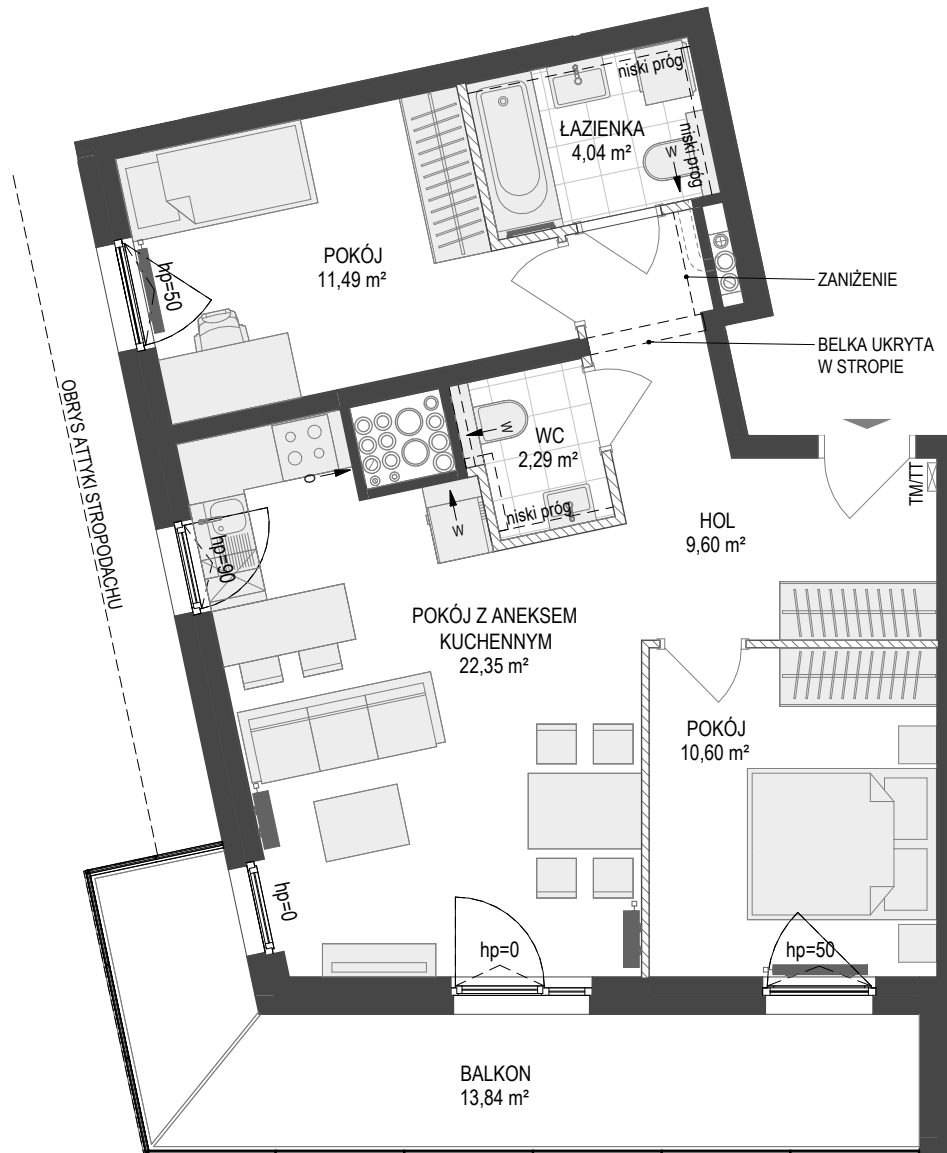 niski próg
ŁAZIENKA
4,04 m²
niski próg
W
POKÓJ
11,49 m²
hp=50
ZANIŻENIE
BELKA UKRYTA
W STROPIE
OBRYS ATTYKI STROPODACHU
WC
2,29 m²
W
O
W
niski próg
TM/TT
HOL
9,60 m²
hp=90
POKÓJ Z ANEKSEM
KUCHENNYM
22,35 m²
POKÓJ
10,60 m²
hp=0
hp=0
hp=50
BALKON
13,84 m²